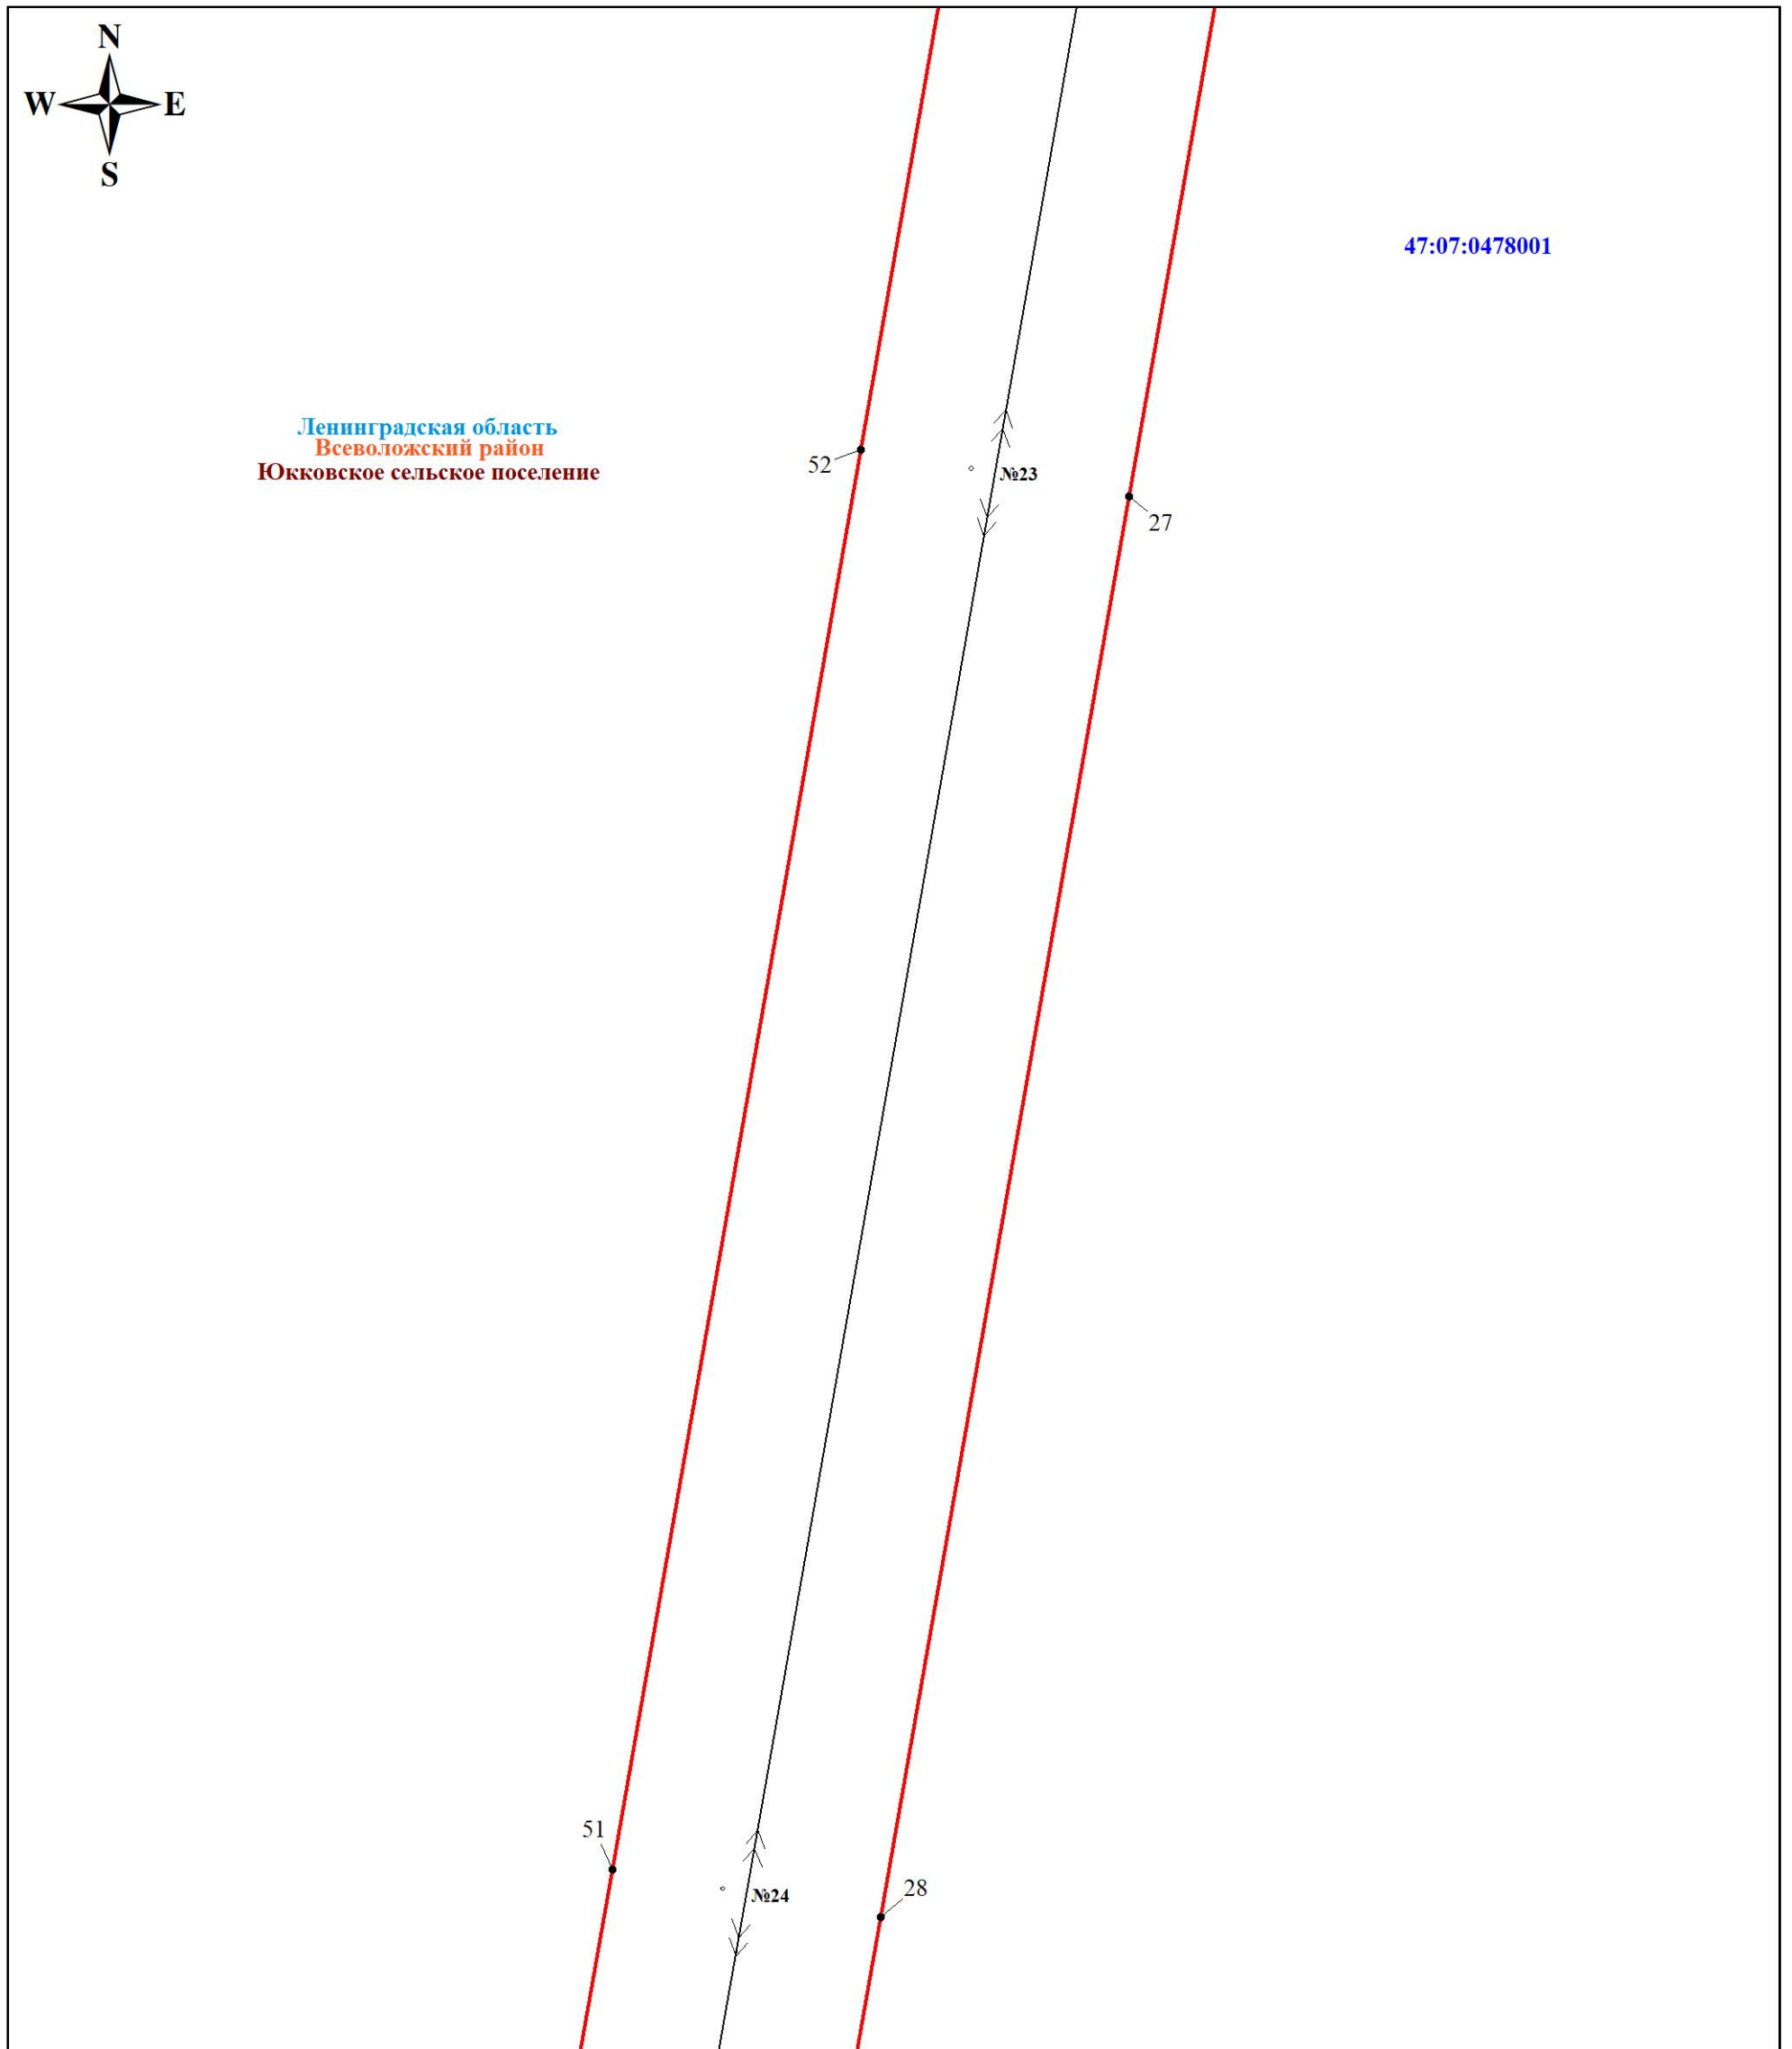 N
W E
S
47:07:0478001
Ленинградская область
Всеволожский район
Юкковское сельское поселение
52
№23
27
51
№24
28